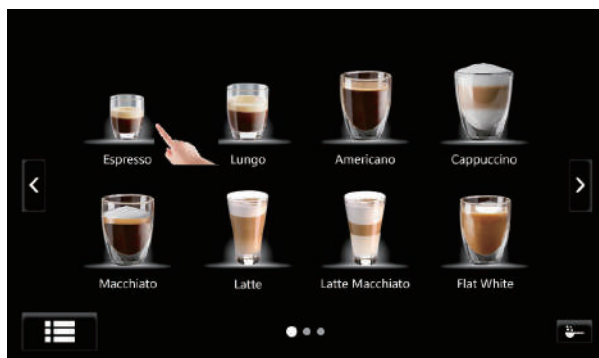 Espresso
Lungo
Americano
Cappuccino
Macchiato
Latte
Latte Macchiato
Flat White